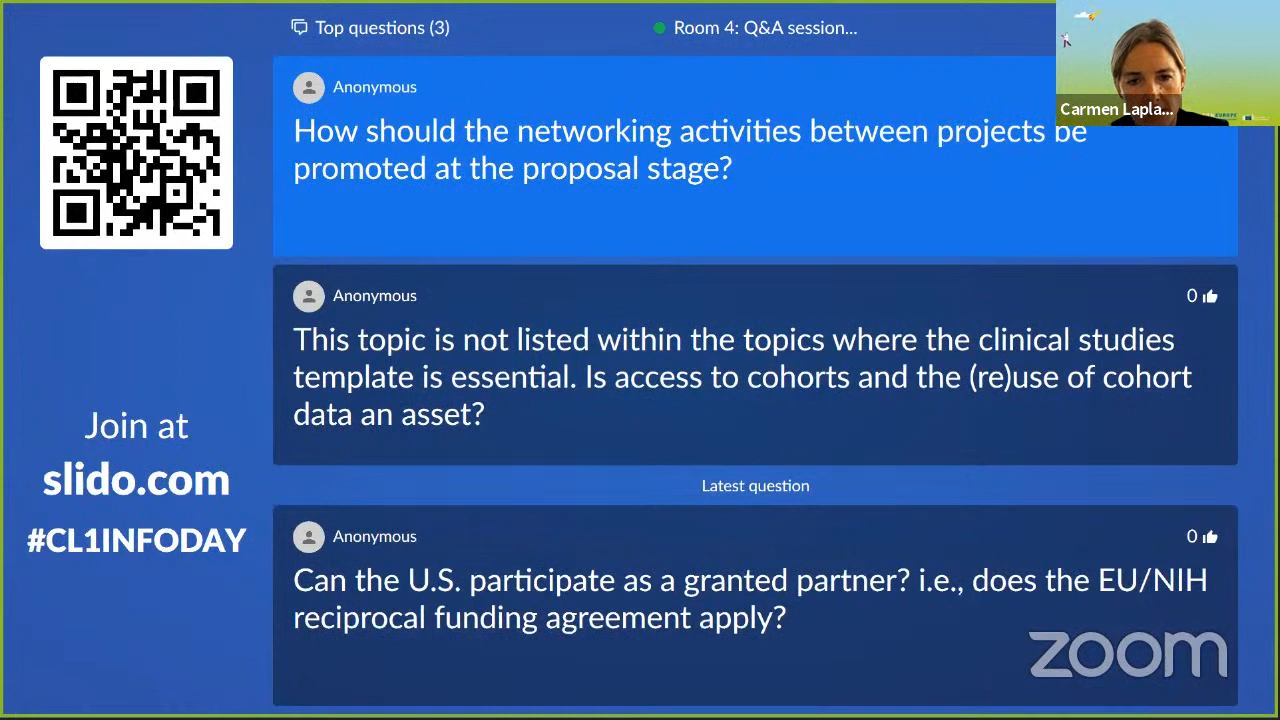 Top questions (3)
Room 4: Q&A session...
Carmen Lapla...
Anonymous
How should the networking activities between projects be
promoted at the proposal stage?
Anonymous
0
This topic is not listed within the topics where the clinical studies
template is essential. Is access to cohorts and the (re)use of cohort
data an asset?
Join at
slido.com
#CL1INFODAY
Latest question
Anonymous
0
Can the U.S. participate as a granted partner? i.e., does the EU/NIH
reciprocal funding agreement apply?
zoom